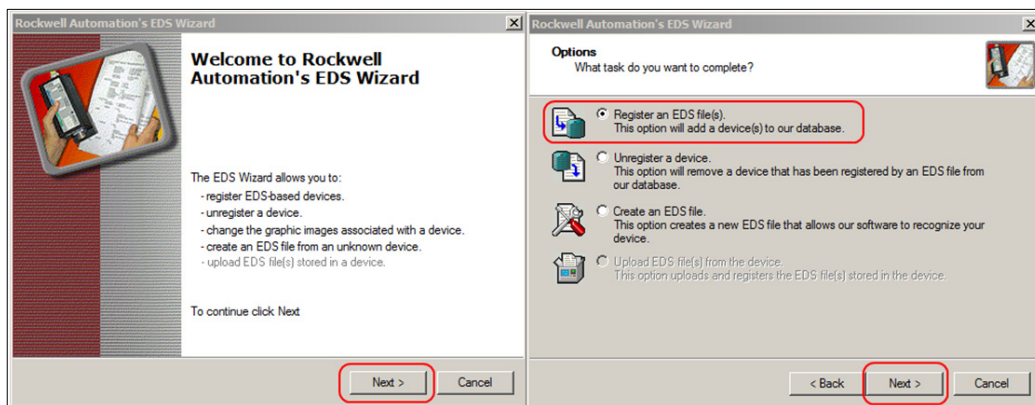 Rockwell Automation's EDS Wizard
Welcome to Rockwell
Automation's EDS Wizard
The EDS Wizard allows you to:
- register EDS-based devices.
- unregister a device.
- change the graphic images associated with a device.
- create an EDS file from an unknown device.
- upload EDS file(s) stored in a device.
To continue click Next
Next >
Cancel
Rockwell Automation's EDS Wizard
Options
What task do you want to complete?
Register an EDS file(s).
This option will add a device(s) to our database.
Unregister a device.
This option will remove a device that has been registered by an EDS file from
our database.
Create an EDS file.
This option creates a new EDS file that allows our software to recognize your
device.
Upload EDS file(s) from the device.
This option uploads and registers the EDS file(s) stored in the device.
< Back
Next >
Cancel